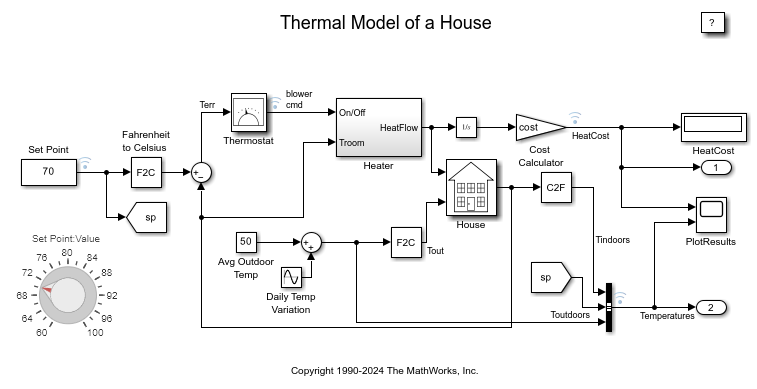 Thermal Model of a House
?
Terr
blower
cmd
Thermostat
On/Off
Troom
HeatFlow
Heater
1/s
cost
Cost
Calculator
HeatCost
HeatCost
1
Set Point
70
Fahrenheit
to Celsius
F2C
+
_
sp
House
C2F
PlotResults
Tindoors
Set Point:Value
60
64
68
72
76
80
84
88
92
96
100
50
Avg Outdoor
Temp
+
+
Daily Temp
Variation
F2C
Tout
sp
Toutdoors
Temperatures
2
Copyright 1990-2024 The MathWorks, Inc.